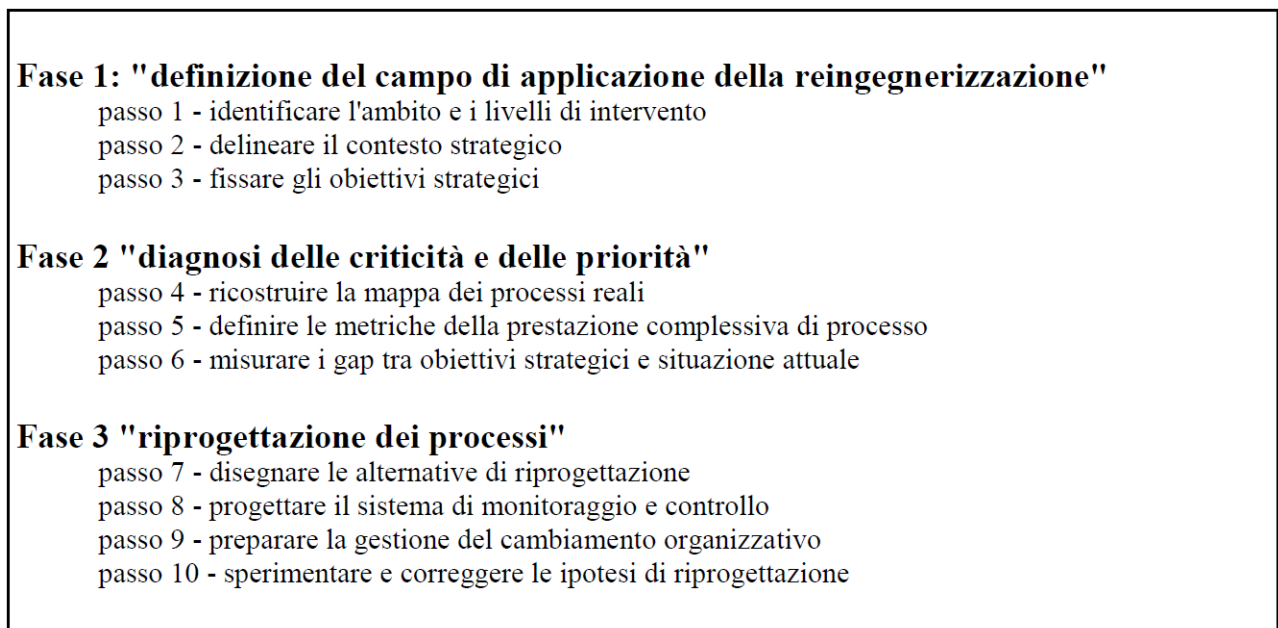 Fase 1: "definizione del campo di applicazione della reingegnerizzazione"
passo 1 - identificare l'ambito e i livelli di intervento
passo 2 - delineare il contesto strategico
passo 3 - fissare gli obiettivi strategici
Fase 2 "diagnosi delle criticità e delle priorità"
passo 4 - ricostruire la mappa dei processi reali
passo 5 - definire le metriche della prestazione complessiva di processo
passo 6 - misurare i gap tra obiettivi strategici e situazione attuale
Fase 3 "riprogettazione dei processi"
passo 7 - disegnare le alternative di riprogettazione
passo 8 - progettare il sistema di monitoraggio e controllo
passo 9 - preparare la gestione del cambiamento organizzativo
passo 10 - sperimentare e correggere le ipotesi di riprogettazione